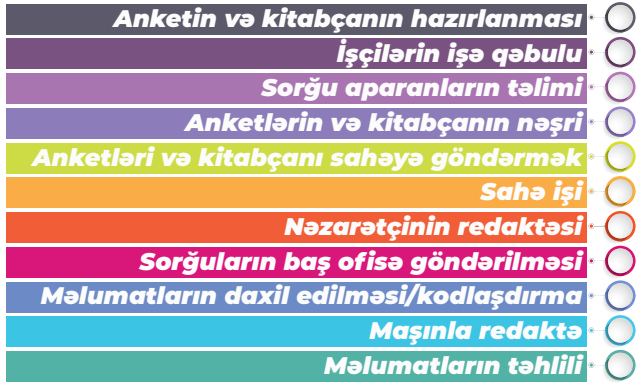 Anketin və kitabçanın hazırlanması
İşçilərin işə qəbulu
Sorğu aparanların təlimi
Anketlərin və kitabçanın nəşri
Anketləri və kitabçanı sahəyə göndərmək
Sahə işi
Nəzarətçinin redaktəsi
Sorğuların baş ofisə göndərilməsi
Məlumatların daxil edilməsi/kodlaşdırma
Maşınla redaktə
Məlumatların təhlili